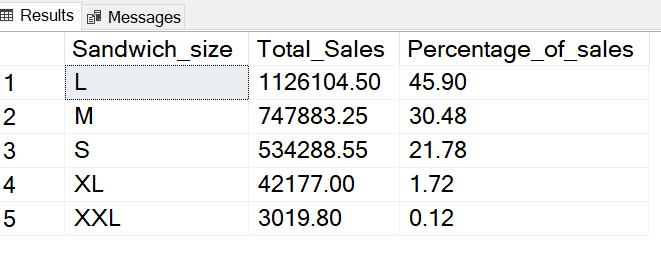 Results Messages
Sandwich_size Total_Sales Percentage_of_sales
1 L 1126104.50 45.90
2 M 747883.25 30.48
3 S 534288.55 21.78
4 XL 42177.00 1.72
5 XXL 3019.80 0.12